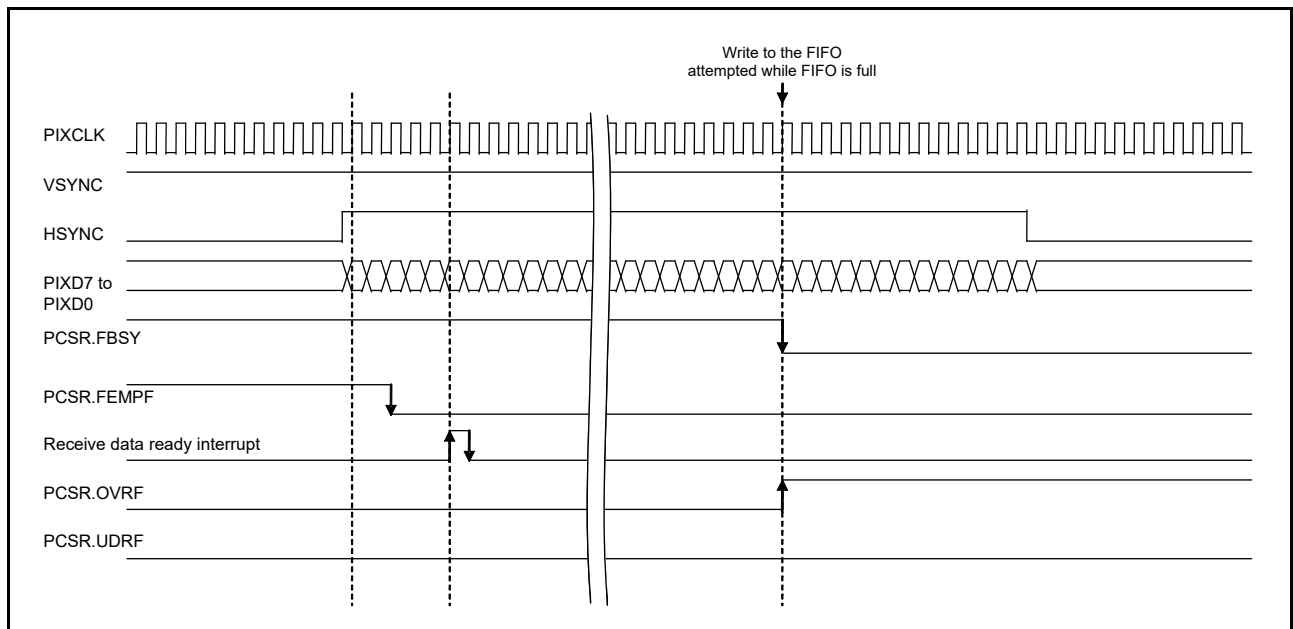 Write to the FIFO
attempted while FIFO is full
PIXCLK
VSYNC
HSYNC
PIXD7 to
PIXD0
PCSR.FBSY
PCSR.FEMPF
Receive data ready interrupt
PCSR.OVRF
PCSR.UDRF